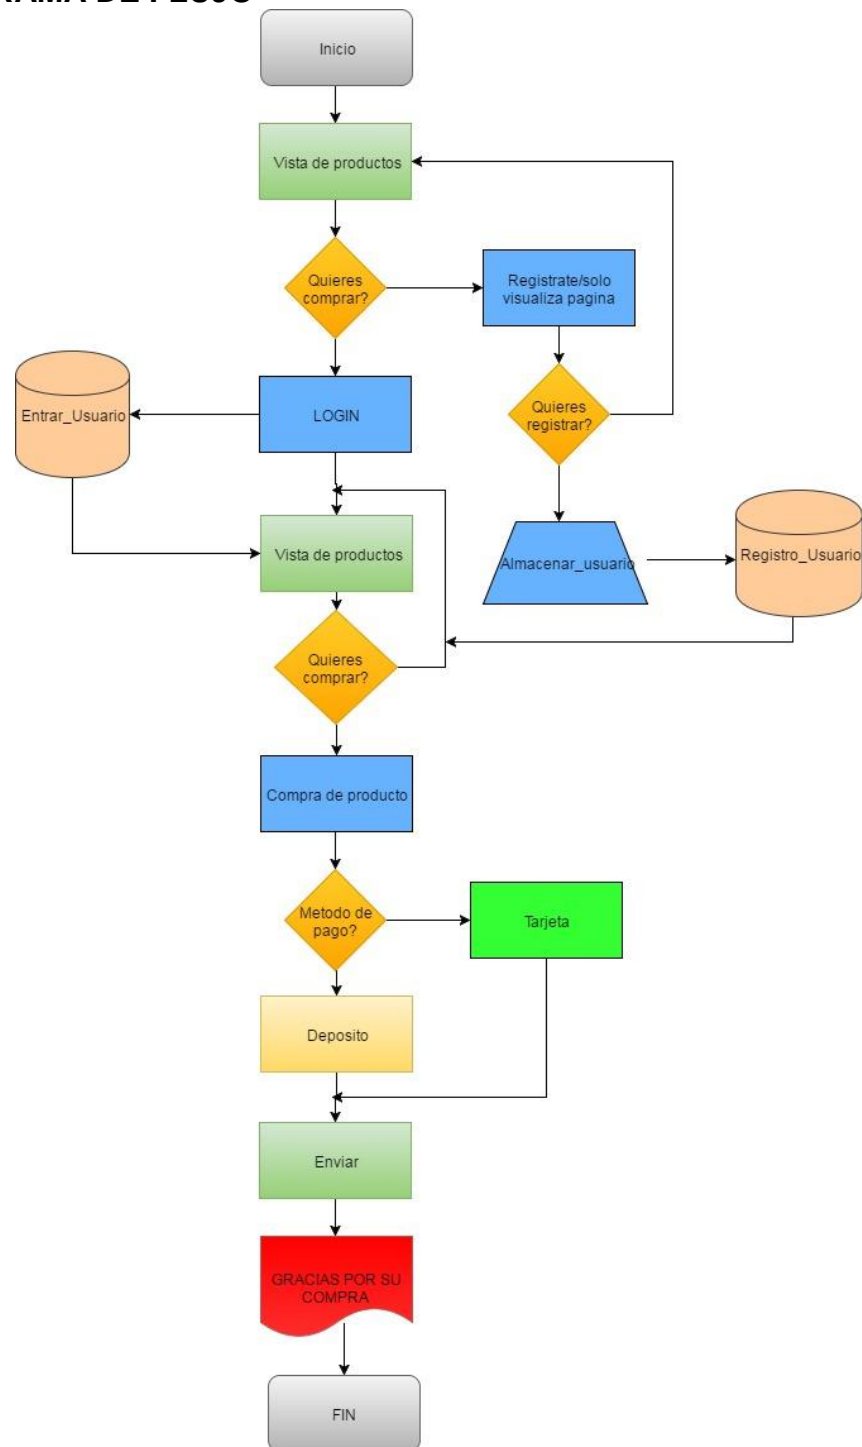 Inicio
Vista de productos
Quieres
comprar?
Registrate/solo
visualiza pagina
Entrar_Usuario
LOGIN
Quieres
registrar?
Vista de productos
Almacenar_usuario
Registro_Usuario
Quieres
comprar?
Compra de producto
Metodo de
pago?
Tarjeta
Deposito
Enviar
GRACIAS POR SU
COMPRA
FIN